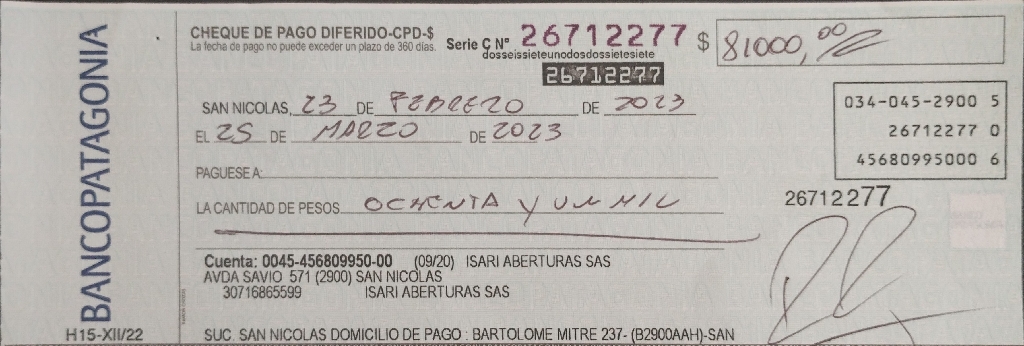 BANCOPATAGONIA
H15-XII/22
CHEQUE DE PAGO DIFERIDO-CPD-$
La fecha de pago no puede exceder un plazo de 360 días.
Serie C Nº 26712277
dosseissieteunodosdossietesiete
26712277
$ 81000,00
SAN NICOLAS, 23 DE FEBRERO DE 2023
EL 25 DE MARZO DE 2023
PAGUESE A:
LA CANTIDAD DE PESOS OCHENTA Y UN MIL
034-045-2900 5
26712277 0
45680995000 6
26712277
Cuenta: 0045-456809950-00 (09/20) ISARI ABERTURAS SAS
AVDA SAVIO 571 (2900) SAN NICOLAS
30716865599 ISARI ABERTURAS SAS
SUC. SAN NICOLAS DOMICILIO DE PAGO : BARTOLOME MITRE 237- (B2900AAH)-SAN